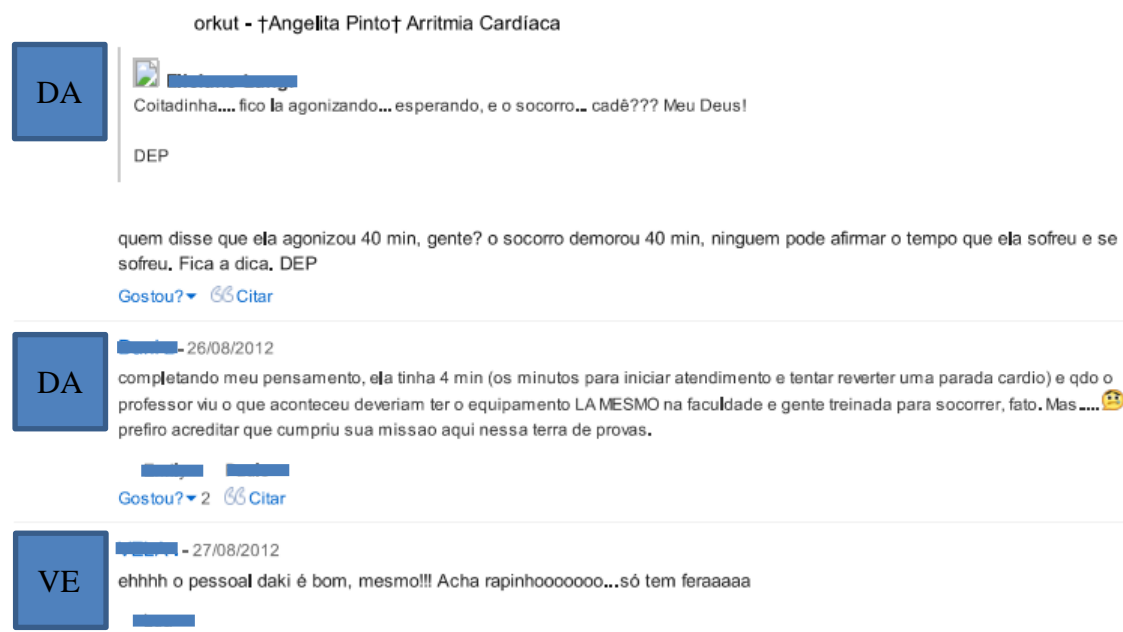 orkut - †Angelita Pinto† Arritmia Cardíaca
DA
Coitadinha.... fico la agonizando... esperando, e o socorro... cadê??? Meu Deus!
DEP
quem disse que ela agonizou 40 min, gente? o socorro demorou 40 min, ninguem pode afirmar o tempo que ela sofreu e se
sofreu. Fica a dica. DEP
Gostou? Citar
DA
- 26/08/2012
completando meu pensamento, ela tinha 4 min (os minutos para iniciar atendimento e tentar reverter uma parada cardio) e qdo o
professor viu o que aconteceu deveriam ter o equipamento LA MESMO na faculdade e gente treinada para socorrer, fato. Mas.....
prefiro acreditar que cumpriu sua missao aqui nessa terra de provas.
Gostou? 2 Citar
VE
- 27/08/2012
ehhhh o pessoal daki é bom, mesmo!!! Acha rapinhooooooo...só tem feraaaaa